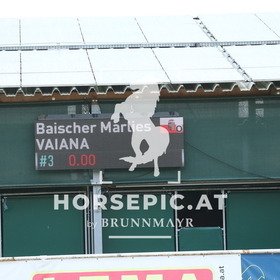 Baischer Marlies
VAIANA
#3 0.00
HORSEPIC.AT
by BRUNNMAYR